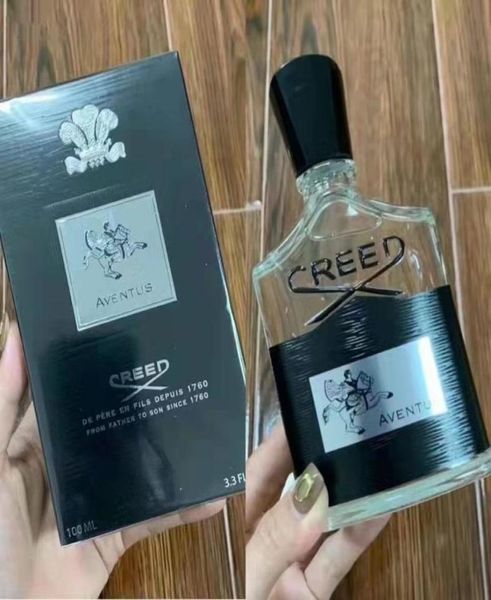 AVENTUS
CREED
DE PÈRE EN FILS DEPUIS 1760
FROM FATHER TO SON SINCE 1760
100 ML
3.3 FL
CREED
AVENTUS